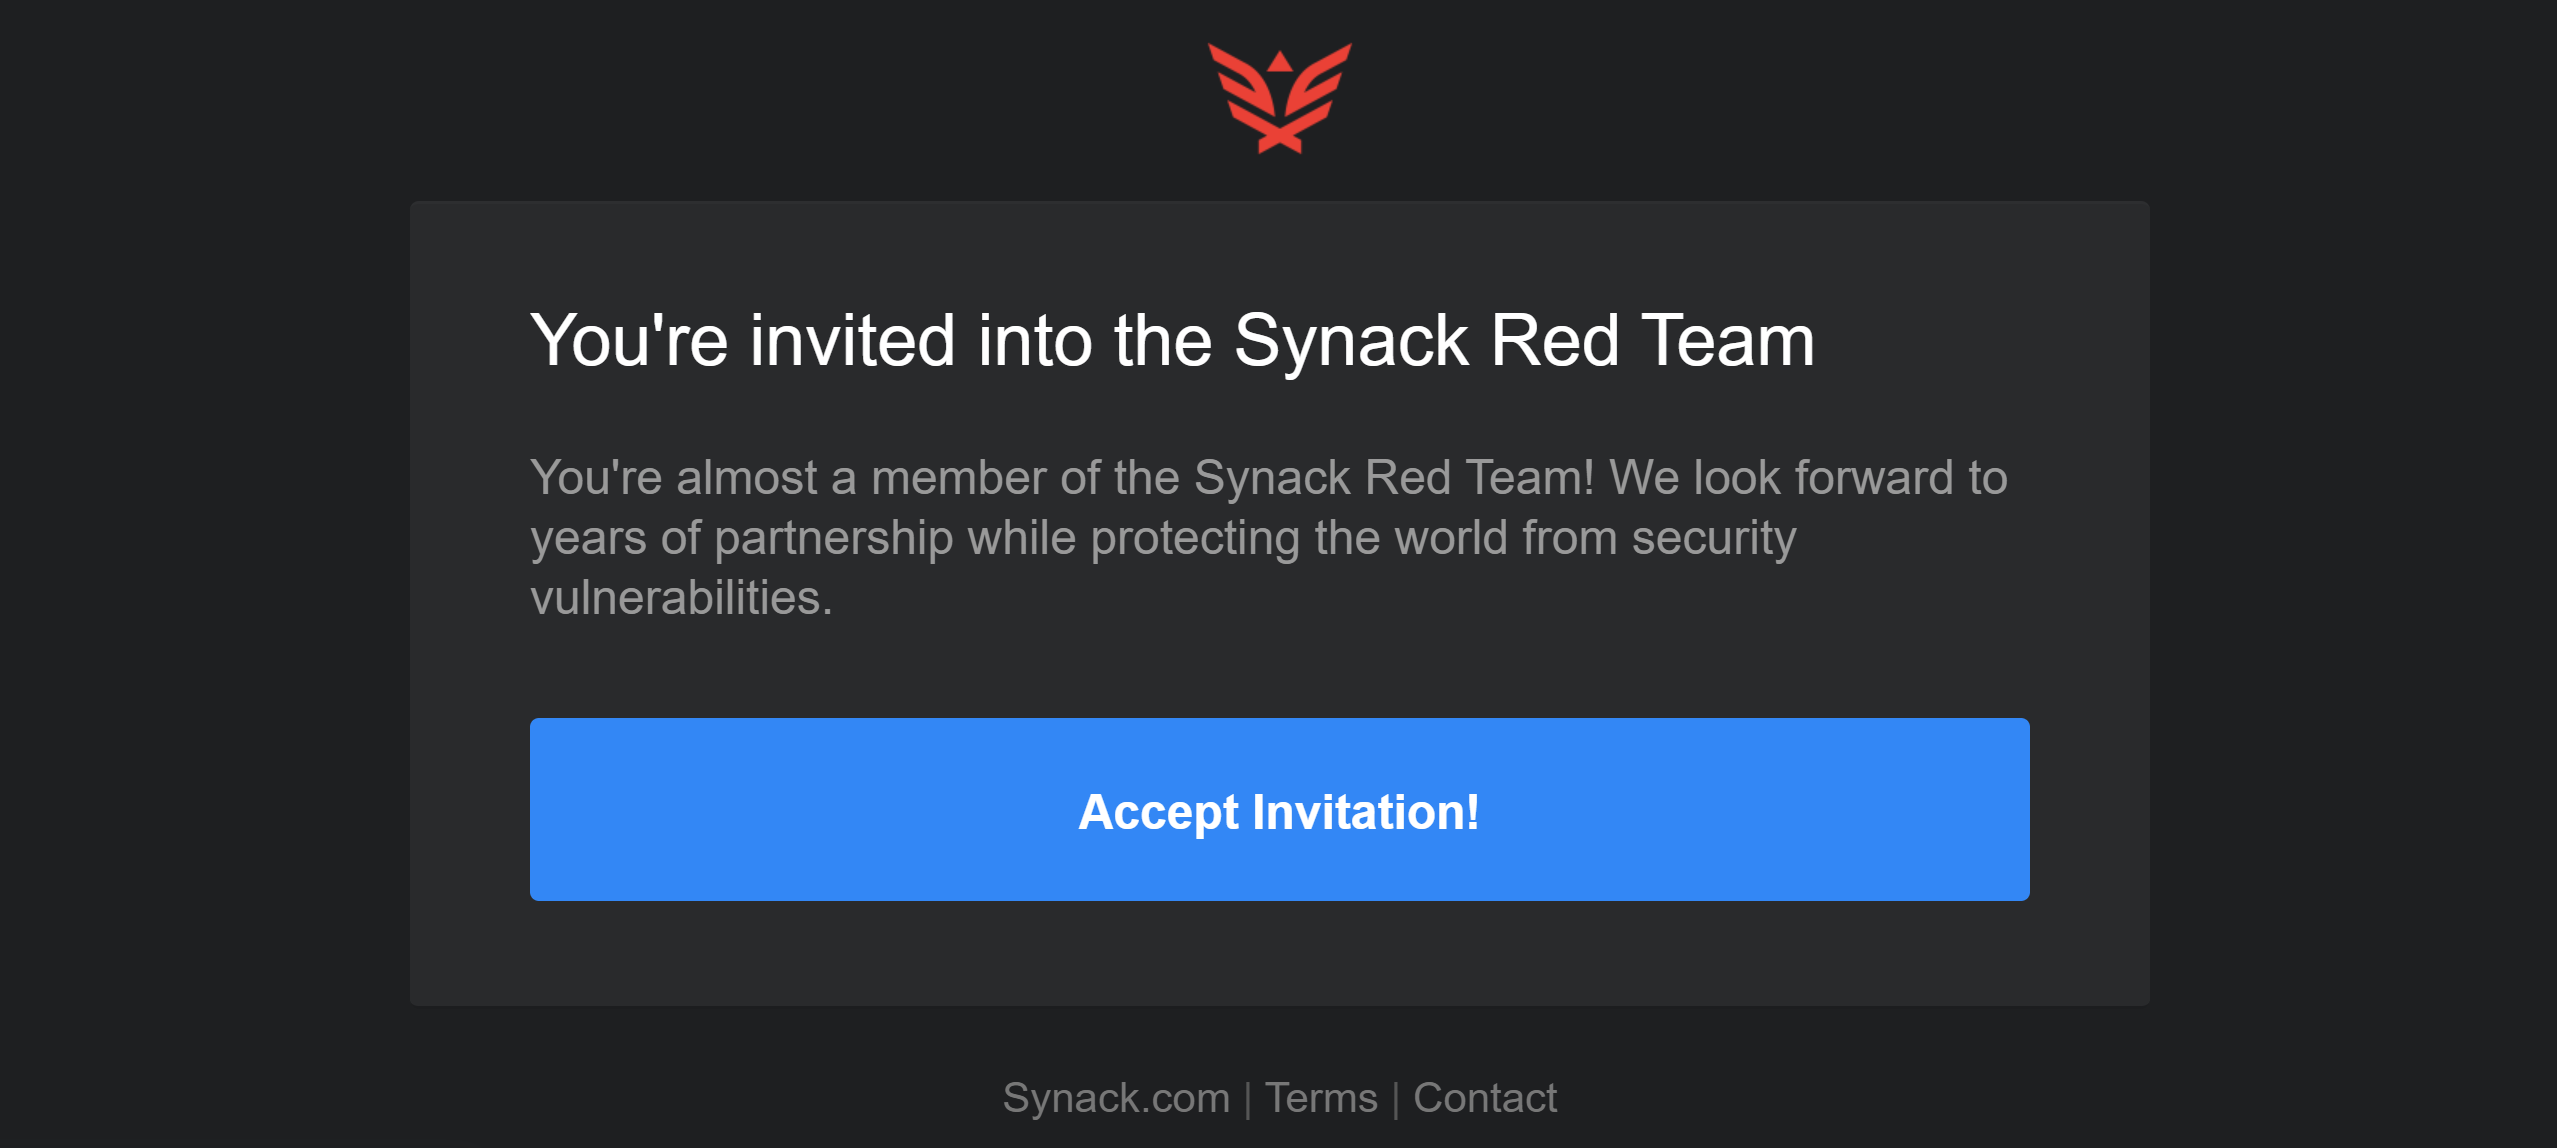 You're invited into the Synack Red Team
You're almost a member of the Synack Red Team! We look forward to
years of partnership while protecting the world from security
vulnerabilities.
Accept Invitation!
Synack.com | Terms | Contact